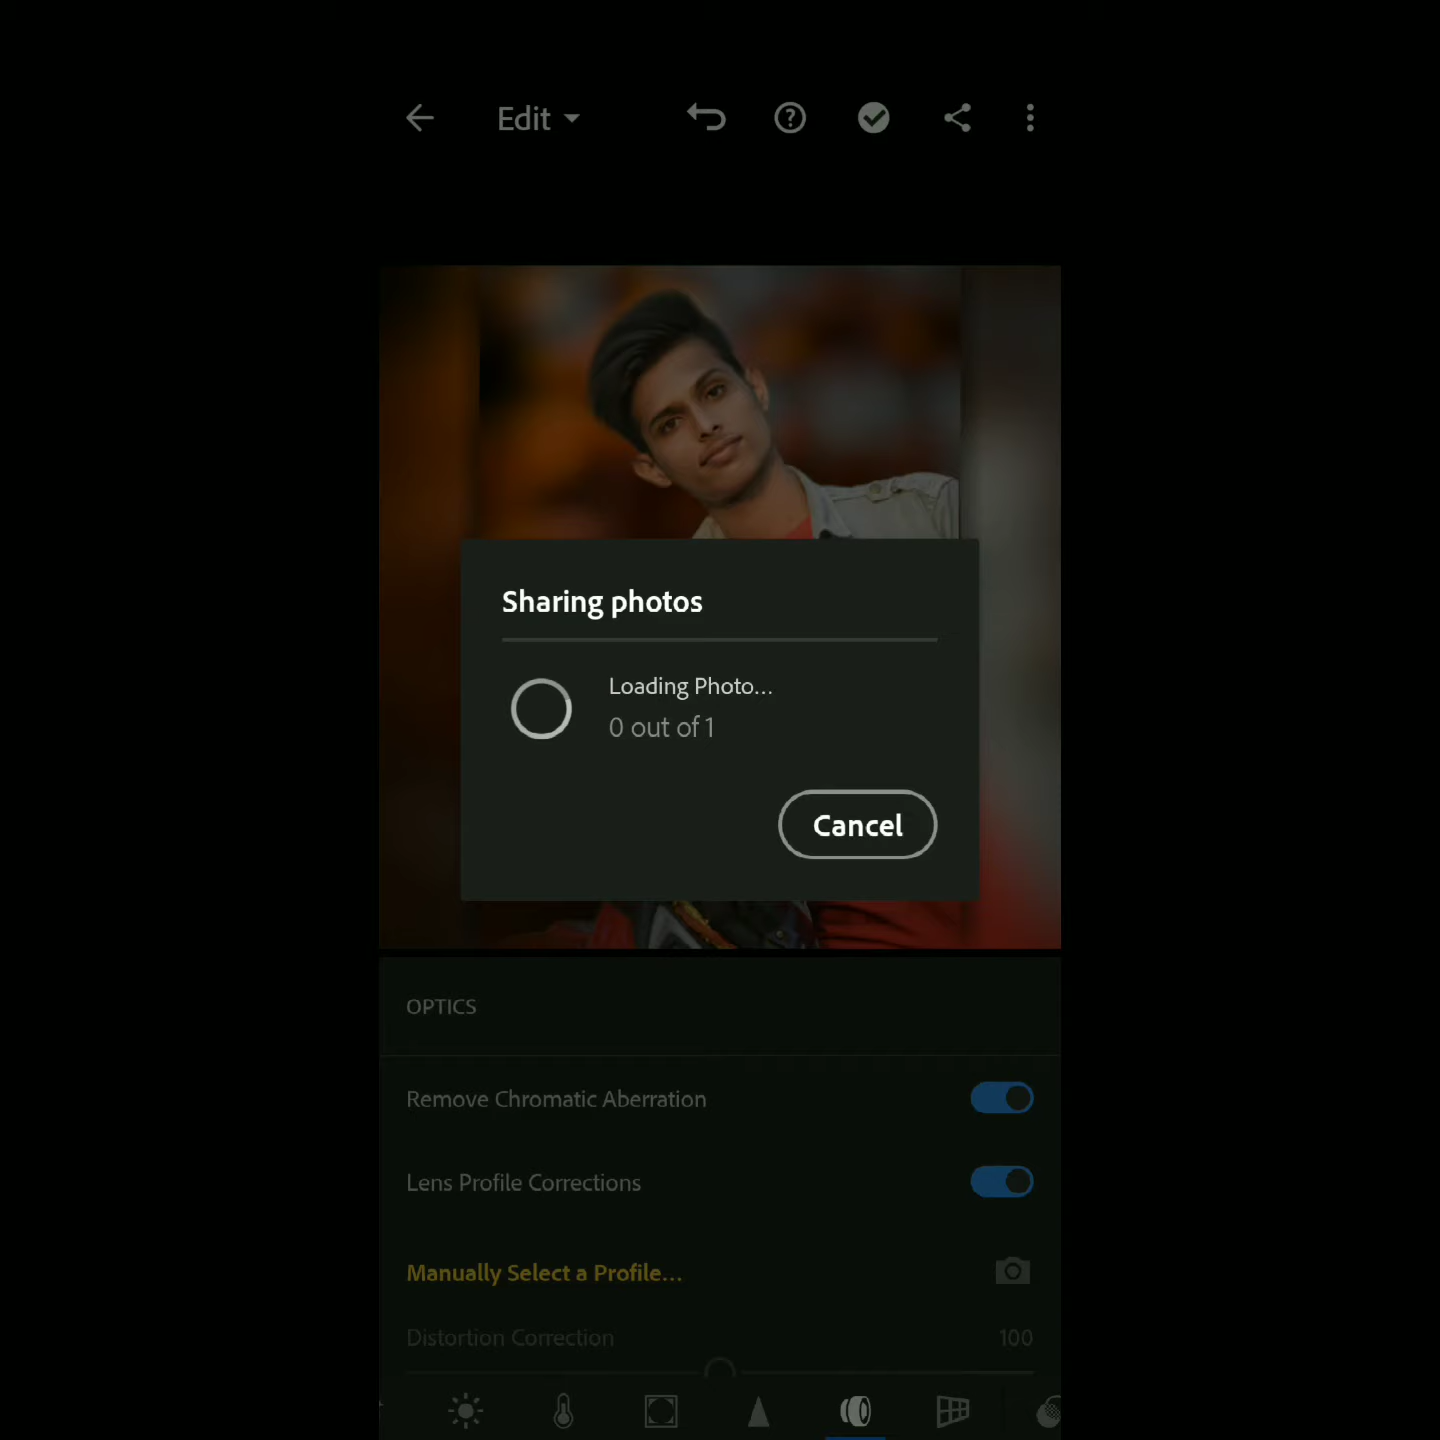 Edit
Sharing photos
Loading Photo...
0 out of 1
Cancel
OPTICS
Remove Chromatic Aberration
Lens Profile Corrections
Manually Select a Profile...
Distortion Correction 100